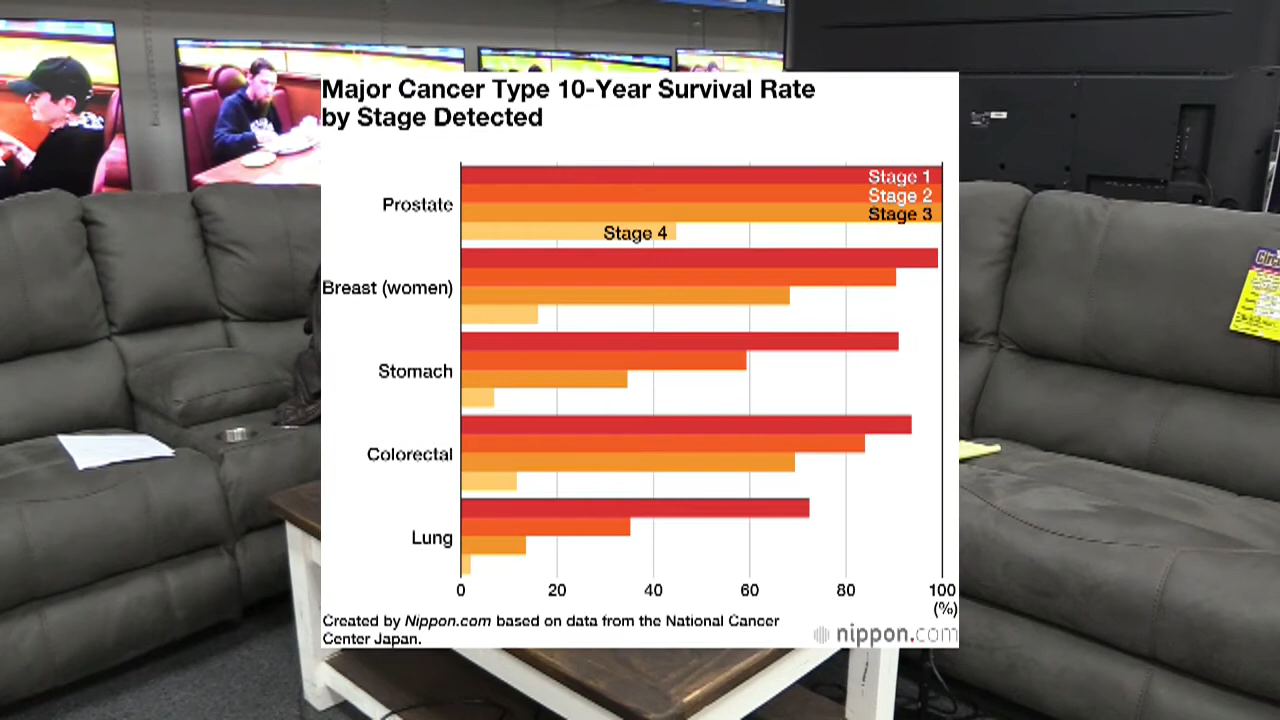 Major Cancer Type 10-Year Survival Rate
by Stage Detected
Stage 1
Prostate
Stage 2
Stage 3
Stage 4
Breast (women)
Stomach
Colorectal
Lung
0 20 40 60 80 100
(%)
Created by Nippon.com based on data from the National Cancer
Center Japan.
nippon.com